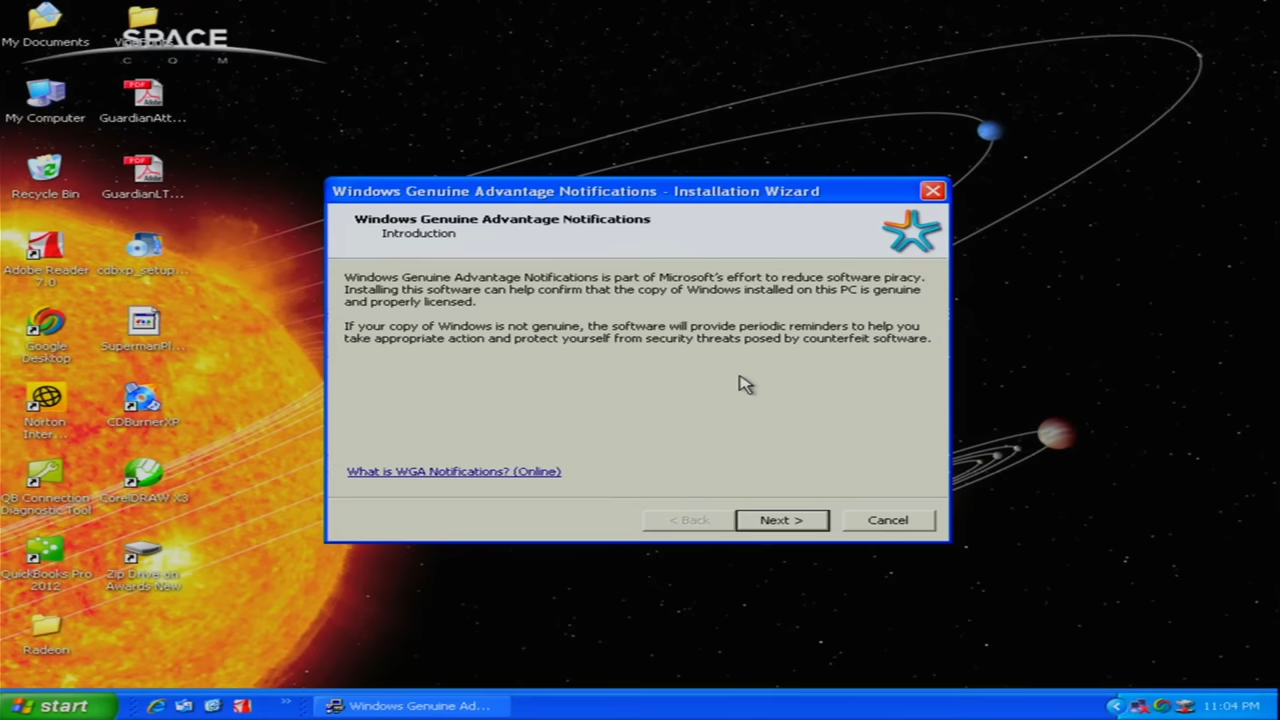 SPACE
C O M
My Documents
My Computer
GuardianAtt...
Recycle Bin
GuardianLT...
Adobe Reader
7.0
cdbxp_setup...
Google
Desktop
SupermanPl...
Norton
Inter...
CDBurnerXP
QB Connection
Diagnostic Tool
CorelDRAW X3
QuickBooks Pro
2012
Zip Drive on
Awards New
Radeon
PDF
Adobe
PDF
Adobe
Windows Genuine Advantage Notifications - Installation Wizard
Windows Genuine Advantage Notifications
Introduction
Windows Genuine Advantage Notifications is part of Microsoft's effort to reduce software piracy.
Installing this software can help confirm that the copy of Windows installed on this PC is genuine
and properly licensed.
If your copy of Windows is not genuine, the software will provide periodic reminders to help you
take appropriate action and protect yourself from security threats posed by counterfeit software.
What is WGA Notifications? (Online)
< Back
Next >
Cancel
start
Windows Genuine Ad...
11:04 PM